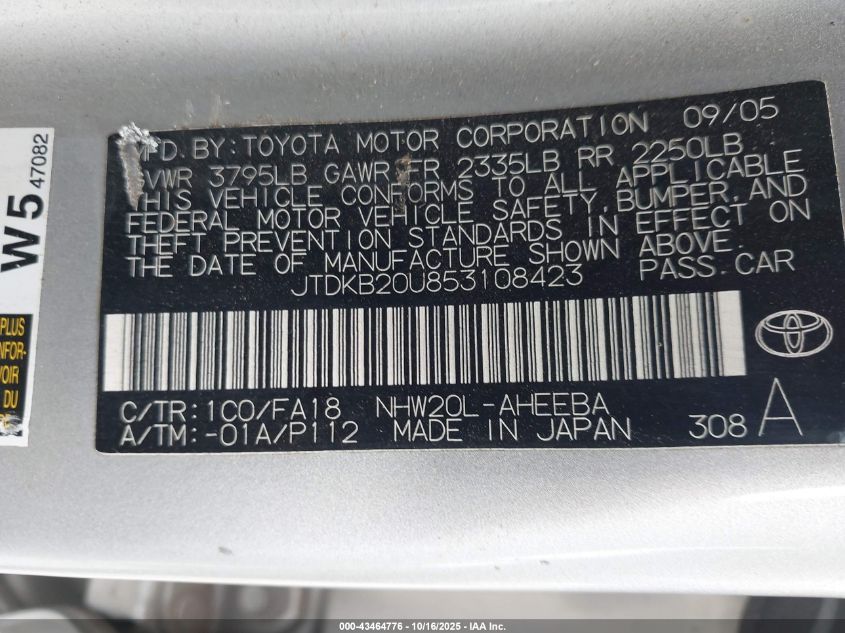 MFD. BY: TOYOTA MOTOR CORPORATION 09/05
GVWR 3795LB GAWR FR 2335LB RR 2250LB
THIS VEHICLE CONFORMS TO ALL APPLICABLE
FEDERAL MOTOR VEHICLE SAFETY, BUMPER, AND
THEFT PREVENTION STANDARDS IN EFFECT ON
THE DATE OF MANUFACTURE SHOWN ABOVE.
JTDKB20U853108423 PASS. CAR
C/TR: 1C0/FA18 NHW20L-AHEEBA
A/TM: -01A/P112 MADE IN JAPAN 308 A
W5
47082
PLUS
VOIR
DU
000-43464776 - 10/16/2025 - IAA Inc.